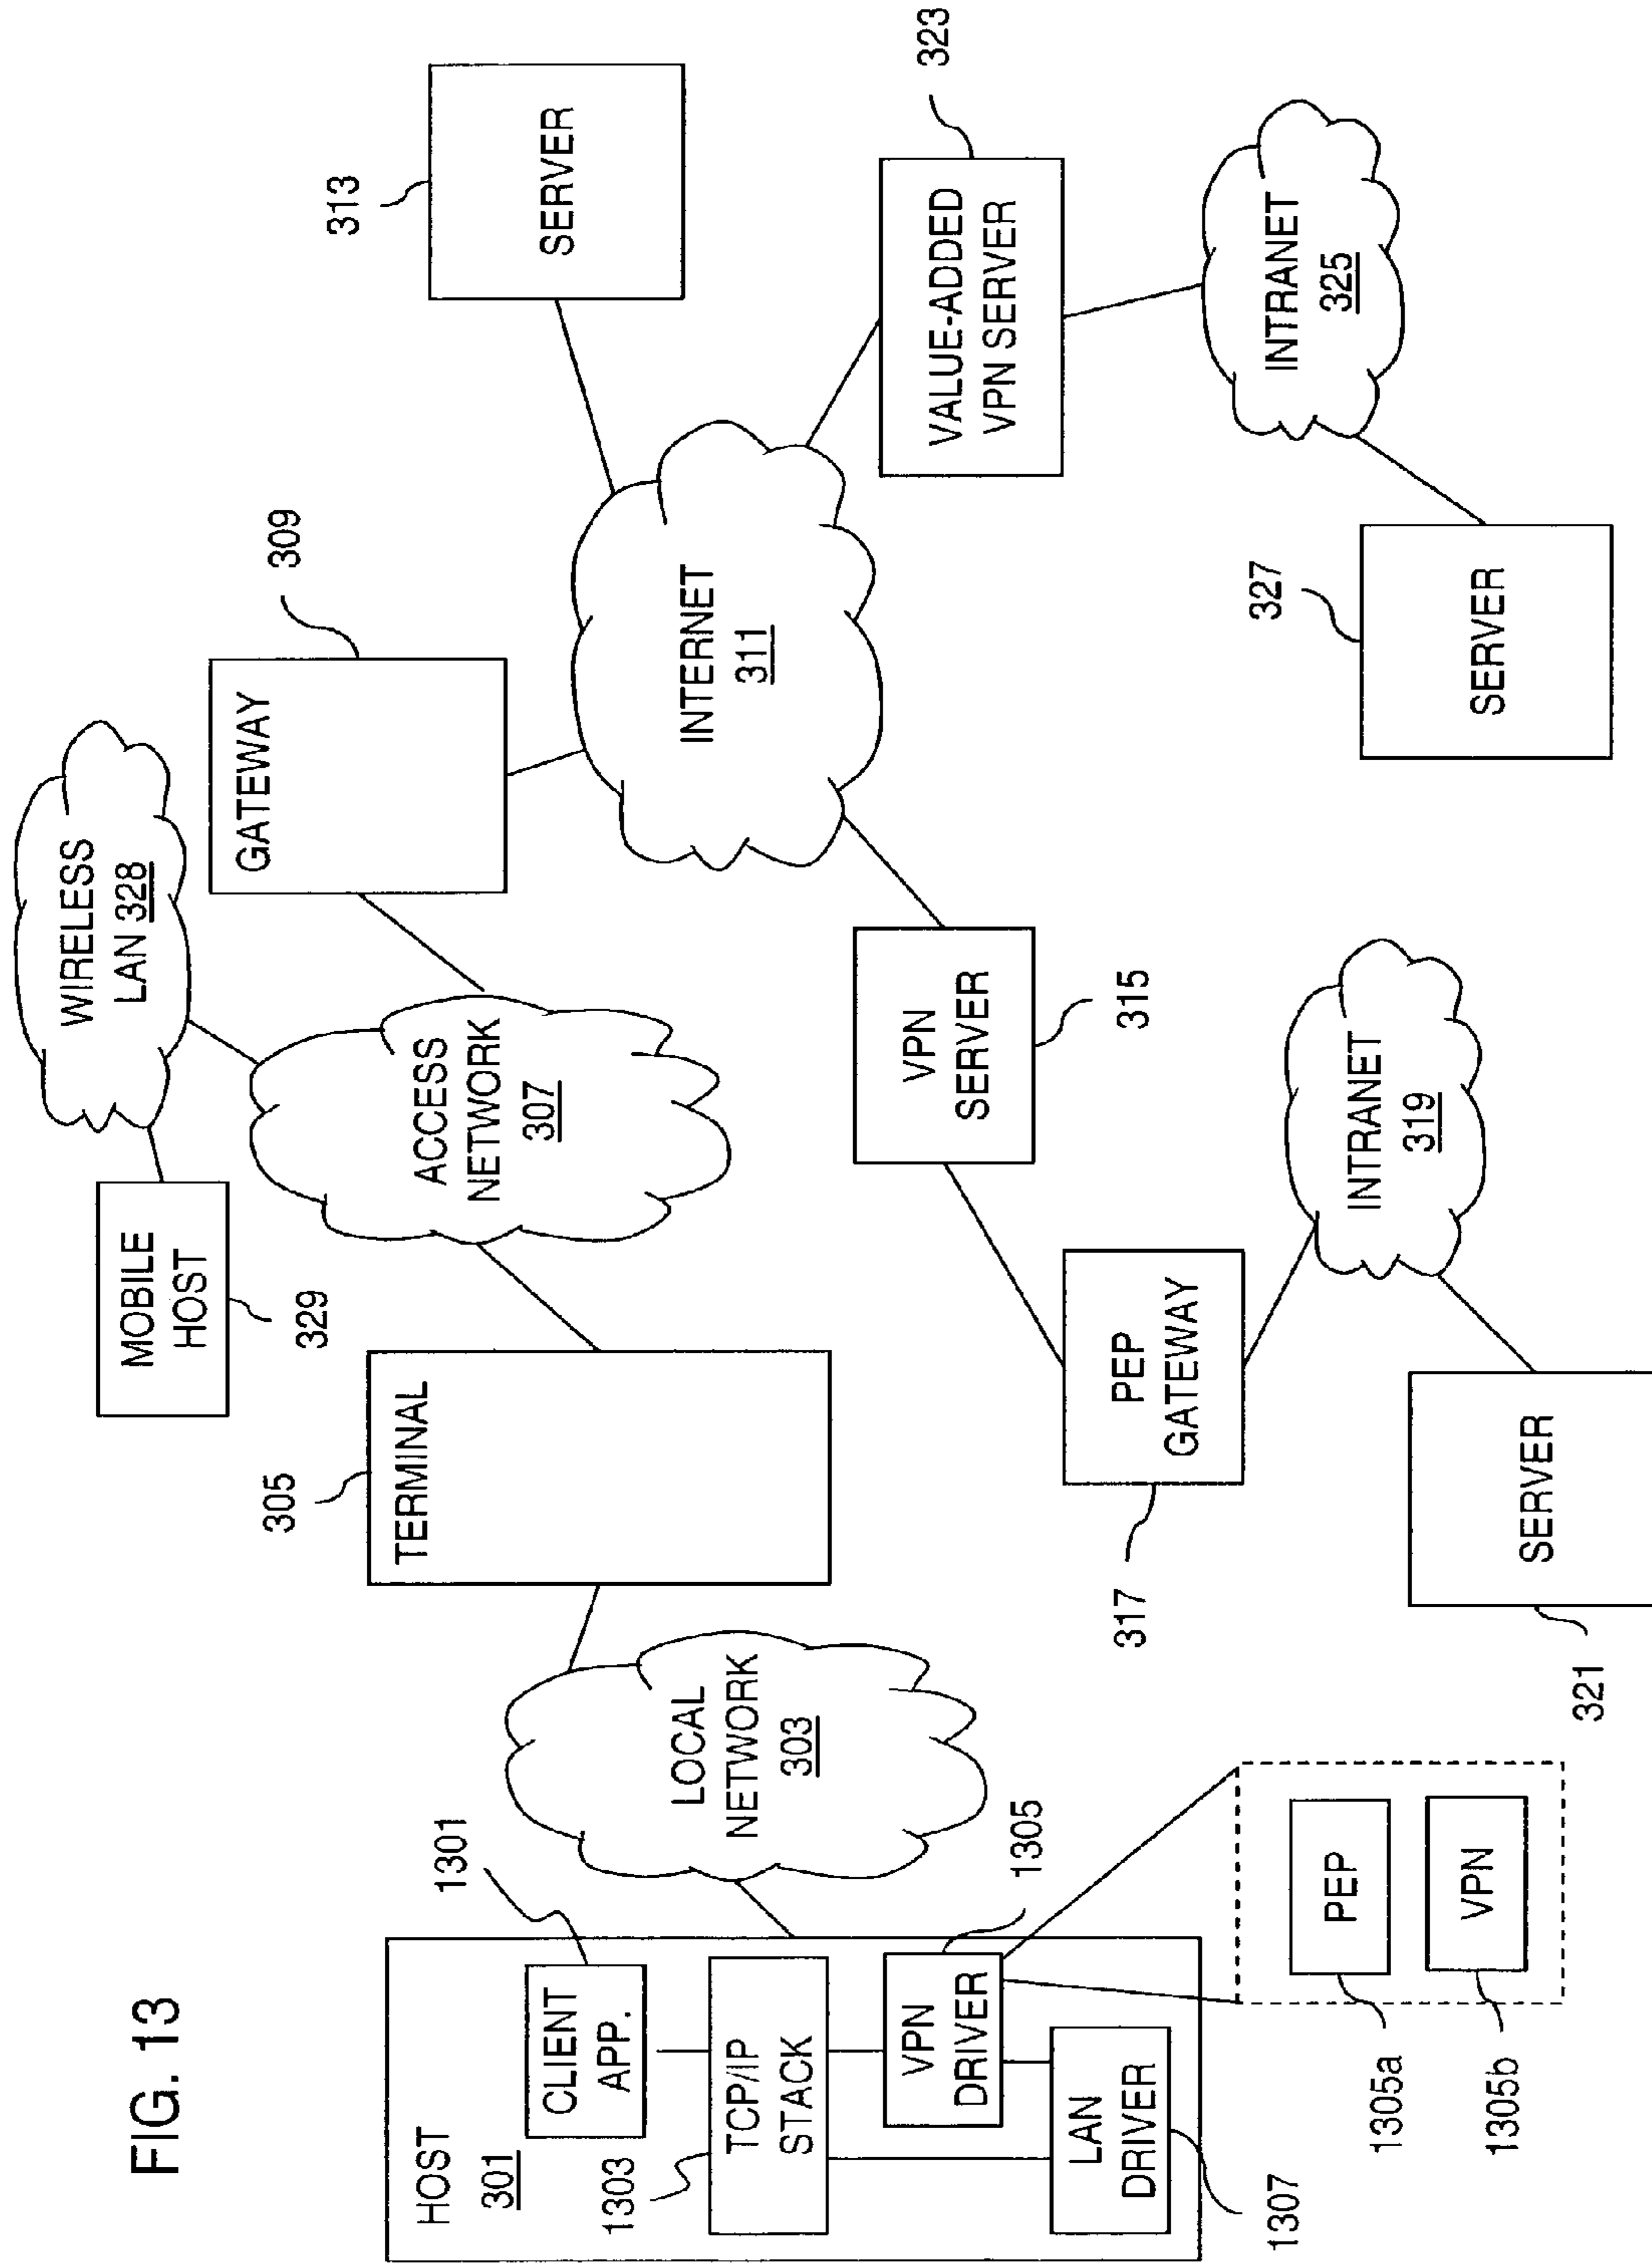 FIG. 13
HOST
301
CLIENT
APP.
1301
TCP/IP
STACK
1303
VPN
DRIVER
1305
LAN
DRIVER
1307
PEP
1305a
VPN
1305b
LOCAL
NETWORK
303
TERMINAL
305
MOBILE
HOST
329
WIRELESS
LAN 328
ACCESS
NETWORK
307
GATEWAY
309
INTERNET
311
SERVER
313
VPN
SERVER
315
PEP
GATEWAY
317
INTRANET
319
SERVER
321
VALUE-ADDED
VPN SERVER
323
INTRANET
325
SERVER
327